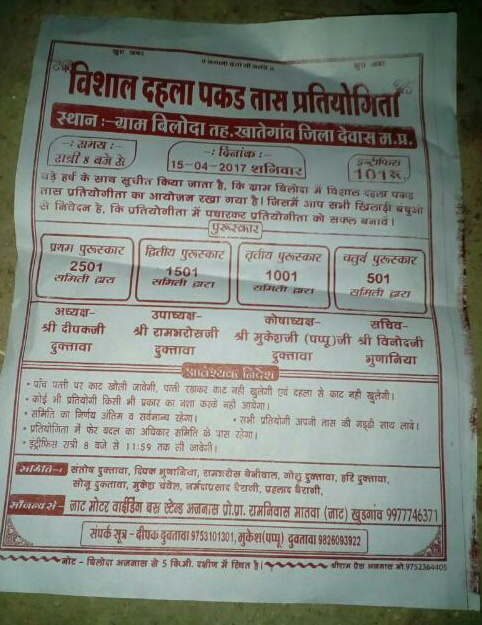 शुभ खबर
शुभ खबर
विशाल दहला पकड तास प्रतियोगिता
स्थान :-ग्राम बिलोदा तह.खातेगांव जिला देवास म.प्र.
-: समय :-
रात्री 8 बजे से
-: दिनांक :-
15-04-2017 शनिवार
इन्ट्रीफिस
101रू.
बड़े हर्ष के साथ सुचीत किया जाता है, कि ग्राम बिलोदा में विशाल दहला पकड
तास प्रतियोगीता का आयोजन रखा गया है। जिसमें आप सभी खिलाड़ी बंधुओ
से निवेदन हे, कि प्रतियोगीता में पधारकर प्रतियोगीता को सफल बनावे।
पुरूस्कार
प्रथम पुरूस्कार
2501
समिती द्वारा
द्वितीय पुरूस्कार
1501
समिती द्वारा
तृतीय पुरूस्कार
1001
समिती द्वारा
चतुर्थ पुरूस्कार
501
समिती द्वारा
अध्यक्ष-
श्री दीपकजी
दुक्तावा
उपाध्यक्ष-
श्री रामभरोसजी
दुक्तावा
कोषाध्यक्ष-
श्री मुकेशजी (पप्पू)जी
दुक्तावा
सचिव-
श्री विनोदजी
भुणानिया
आवश्यक निर्देश
• पाँच पत्ती पर काट खोली जावेगी, पत्ती रखकर काट नही खुलेगी एवं दहला से काट नही खुलेगी।
• कोई भी प्रतियोगी किसी भी प्रकार का नशा करके नही आयेगा।
• समिति का निर्णय अंतिम व सर्वमान्य रहेगा।
• सभी प्रतियोगी अपनी तास की गड्डी साथ लावे।
• प्रतियोगिता में फेर बदल का अधिकार समिति के पास रहेगा।
• इंट्रीफिस रात्री 8 बजे से 11:59 तक ली जावेगी।
समिति-: संतोष दुक्तावा, दिपक भुणानिया, रामभरोस बेनीवाल, गोलू दुक्तावा, हरि दुक्तावा,
सोनू दुक्तावा, मुकेश पंवेल, नर्मदाप्रसाद बैरागी, प्रहलाद बैरागी,
सौजन्य से- जाट मोटर वाईडिंग बस स्टेन्ड अजनास प्रो.प्रा. रामनिवास मातवा (जाट) खुडगांव 9977746371
संपर्क सूत्र - दीपक दुवतावा 9753101301, मुकेश(पप्पू) दुवतावा 9826093922
नोट - बिलोदा अजनास से 5 कि.मी. दक्षीण में स्थित है।
श्रीराम प्रेस अजनास मो.9752364405